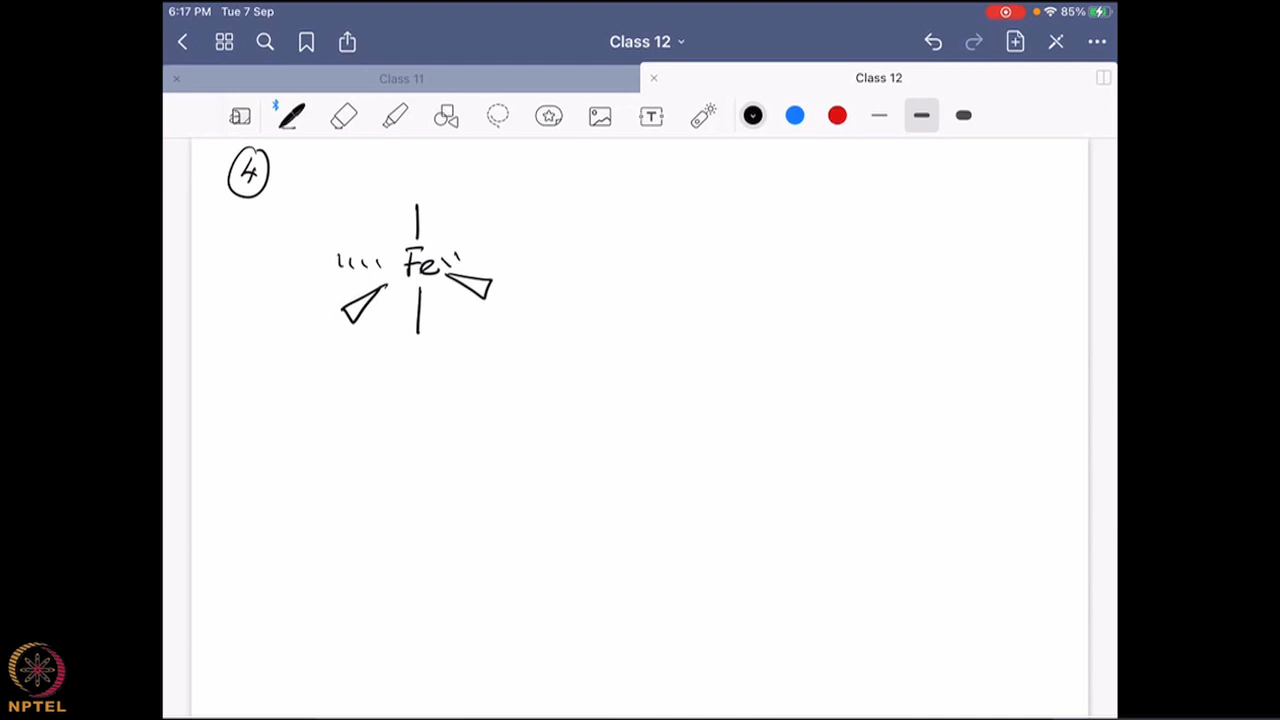 6:17 PM Tue 7 Sep 85%
Class 12
Class 11
Class 12
T
4
Fe
NPTEL